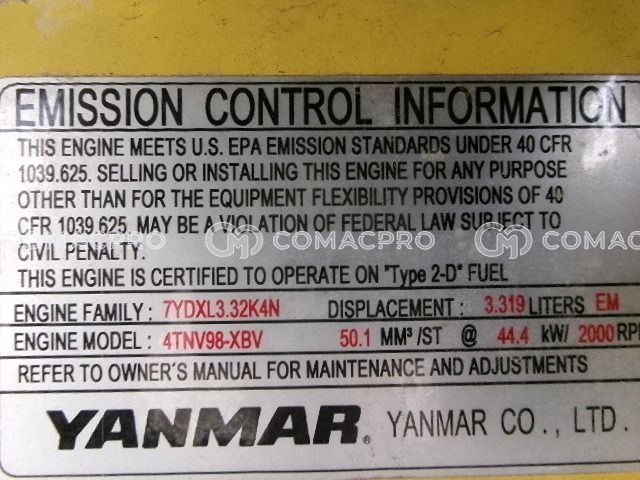 EMISSION CONTROL INFORMATION
THIS ENGINE MEETS U.S. EPA EMISSION STANDARDS UNDER 40 CFR
1039.625. SELLING OR INSTALLING THIS ENGINE FOR ANY PURPOSE
OTHER THAN FOR THE EQUIPMENT FLEXIBILITY PROVISIONS OF 40
CFR 1039.625. MAY BE A VIOLATION OF FEDERAL LAW SUBJECT TO
COMACPRO COMACPRO COMACPRO
CIVIL PENALTY.
THIS ENGINE IS CERTIFIED TO OPERATE ON "Type 2-D" FUEL
ENGINE FAMILY : 7YDXL3.32K4N DISPLACEMENT : 3.319 LITERS EM
ENGINE MODEL : 4TNV98-XBV 50.1 MM³/ST @ 44.4 kW/ 2000 RP
REFER TO OWNER'S MANUAL FOR MAINTENANCE AND ADJUSTMENTS
YANMAR® YANMAR CO., LTD.